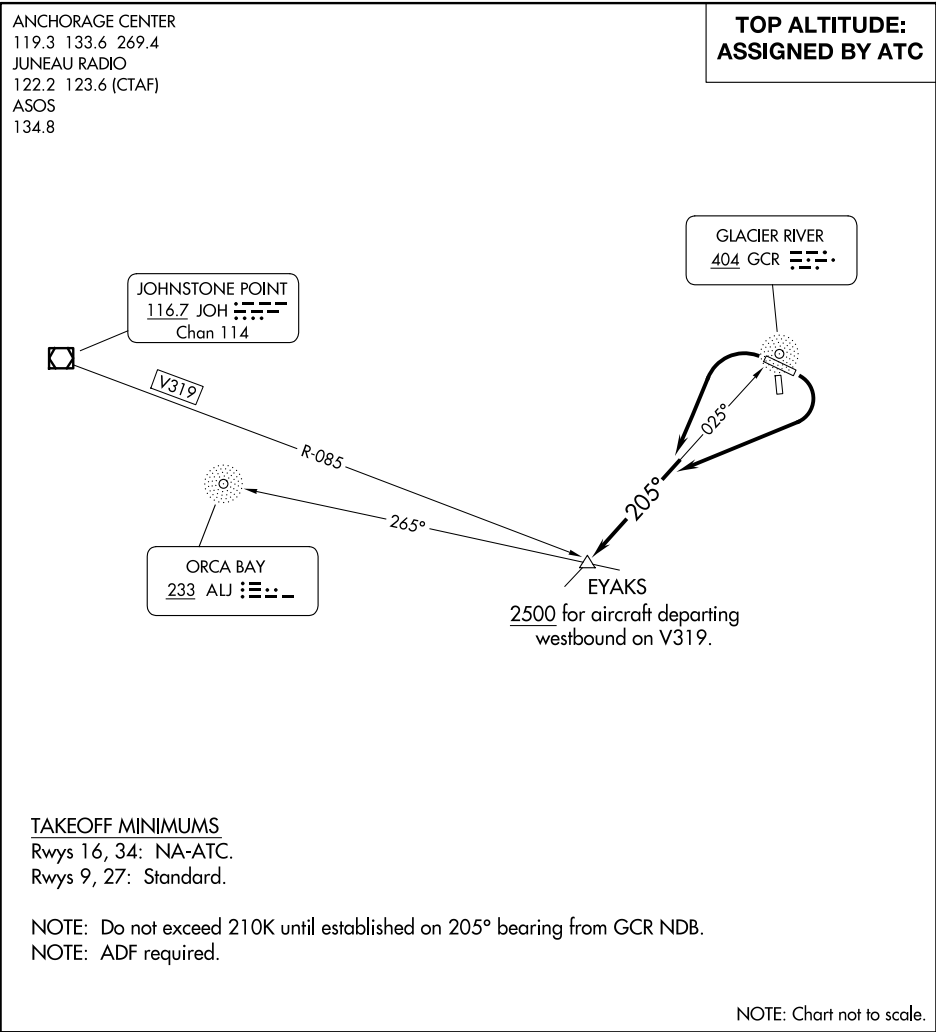 ANCHORAGE CENTER
119.3 133.6 269.4
JUNEAU RADIO
122.2 123.6 (CTAF)
ASOS
134.8
TOP ALTITUDE:
ASSIGNED BY ATC
GLACIER RIVER
404 GCR
JOHNSTONE POINT
116.7 JOH
Chan 114
V319
R-085
025°
205°
265°
ORCA BAY
233 ALJ
EYAKS
2500 for aircraft departing
westbound on V319.
TAKEOFF MINIMUMS
Rwys 16, 34: NA-ATC.
Rwys 9, 27: Standard.
NOTE: Do not exceed 210K until established on 205° bearing from GCR NDB.
NOTE: ADF required.
NOTE: Chart not to scale.